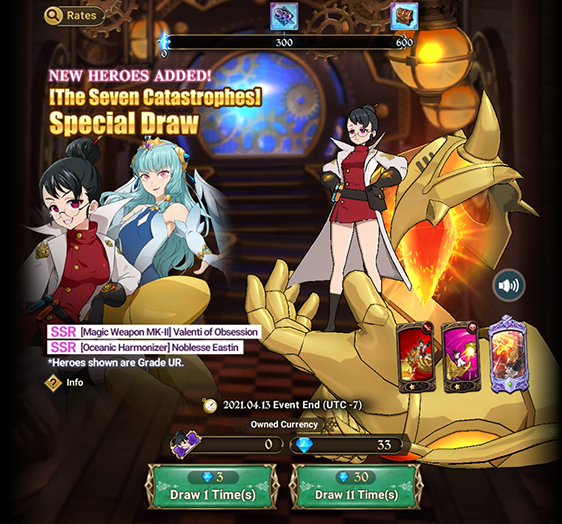 Rates
0
300
600
NEW HEROES ADDED!
[The Seven Catastrophes]
Special Draw
SSR [Magic Weapon MK-II] Valenti of Obsession
SSR [Oceanic Harmonizer] Noblesse Eastin
*Heroes shown are Grade UR.
? Info
2021.04.13 Event End (UTC -7)
Owned Currency
0
33
3
Draw 1 Time(s)
30
Draw 11 Time(s)